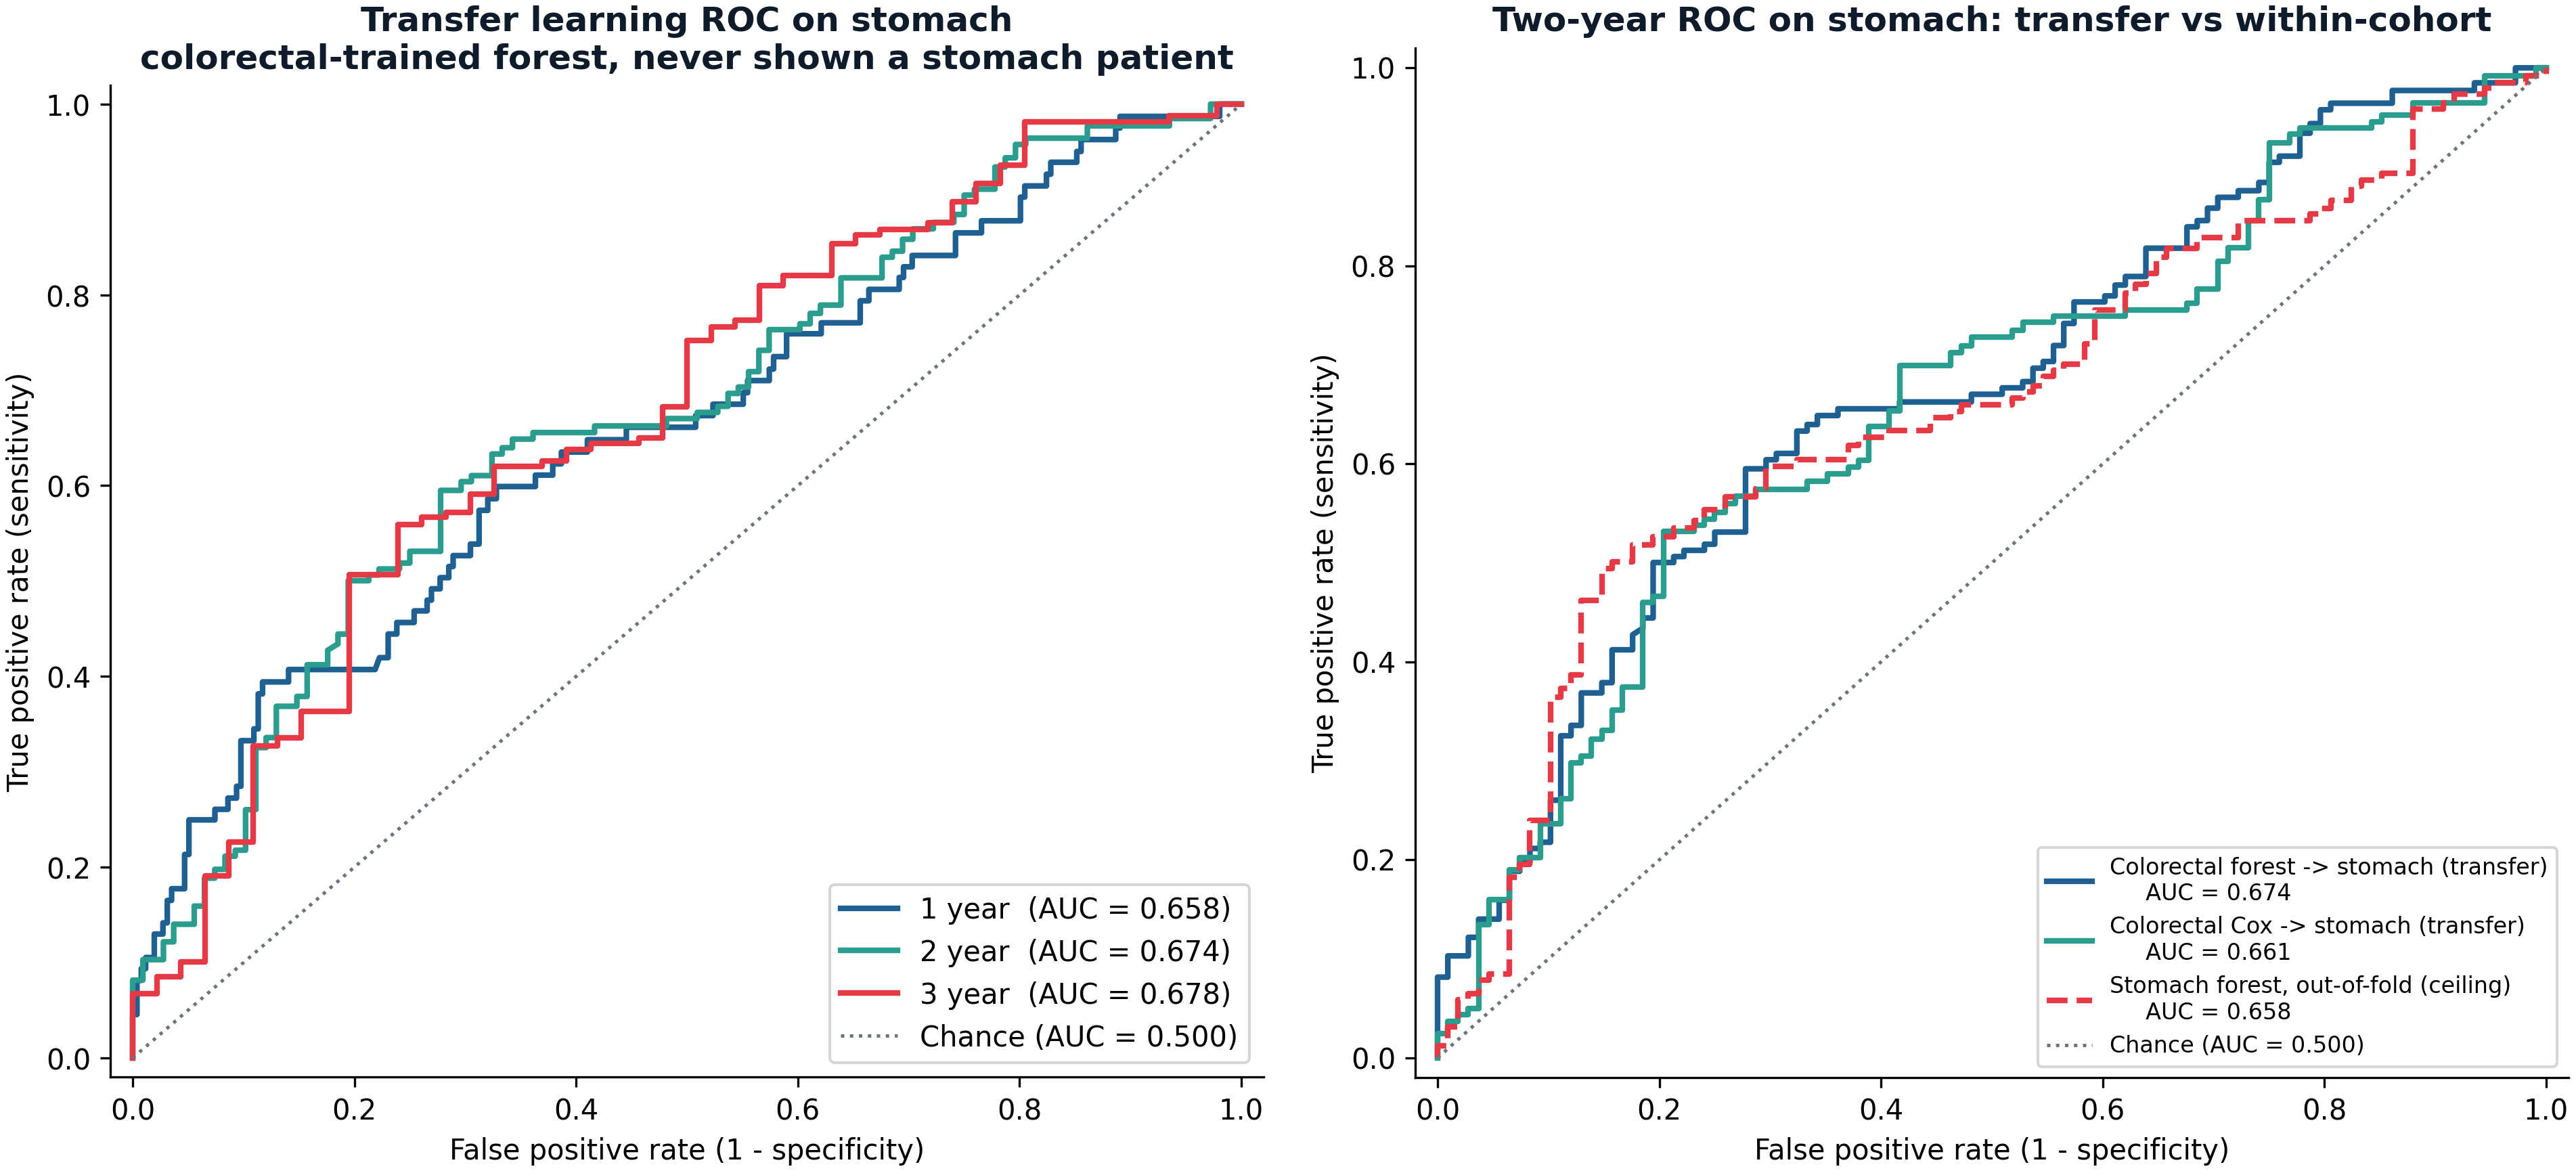 Transfer learning ROC on stomach
colorectal-trained forest, never shown a stomach patient
True positive rate (sensitivity)
1.0
0.8
0.6
0.4
0.2
0.0
0.0
0.2
0.4
0.6
0.8
1.0
False positive rate (1 - specificity)
1 year (AUC = 0.658)
2 year (AUC = 0.674)
3 year (AUC = 0.678)
Chance (AUC = 0.500)
Two-year ROC on stomach: transfer vs within-cohort
True positive rate (sensitivity)
1.0
0.8
0.6
0.4
0.2
0.0
0.0
0.2
0.4
0.6
0.8
1.0
False positive rate (1 - specificity)
Colorectal forest -> stomach (transfer)
AUC = 0.674
Colorectal Cox -> stomach (transfer)
AUC = 0.661
Stomach forest, out-of-fold (ceiling)
AUC = 0.658
Chance (AUC = 0.500)